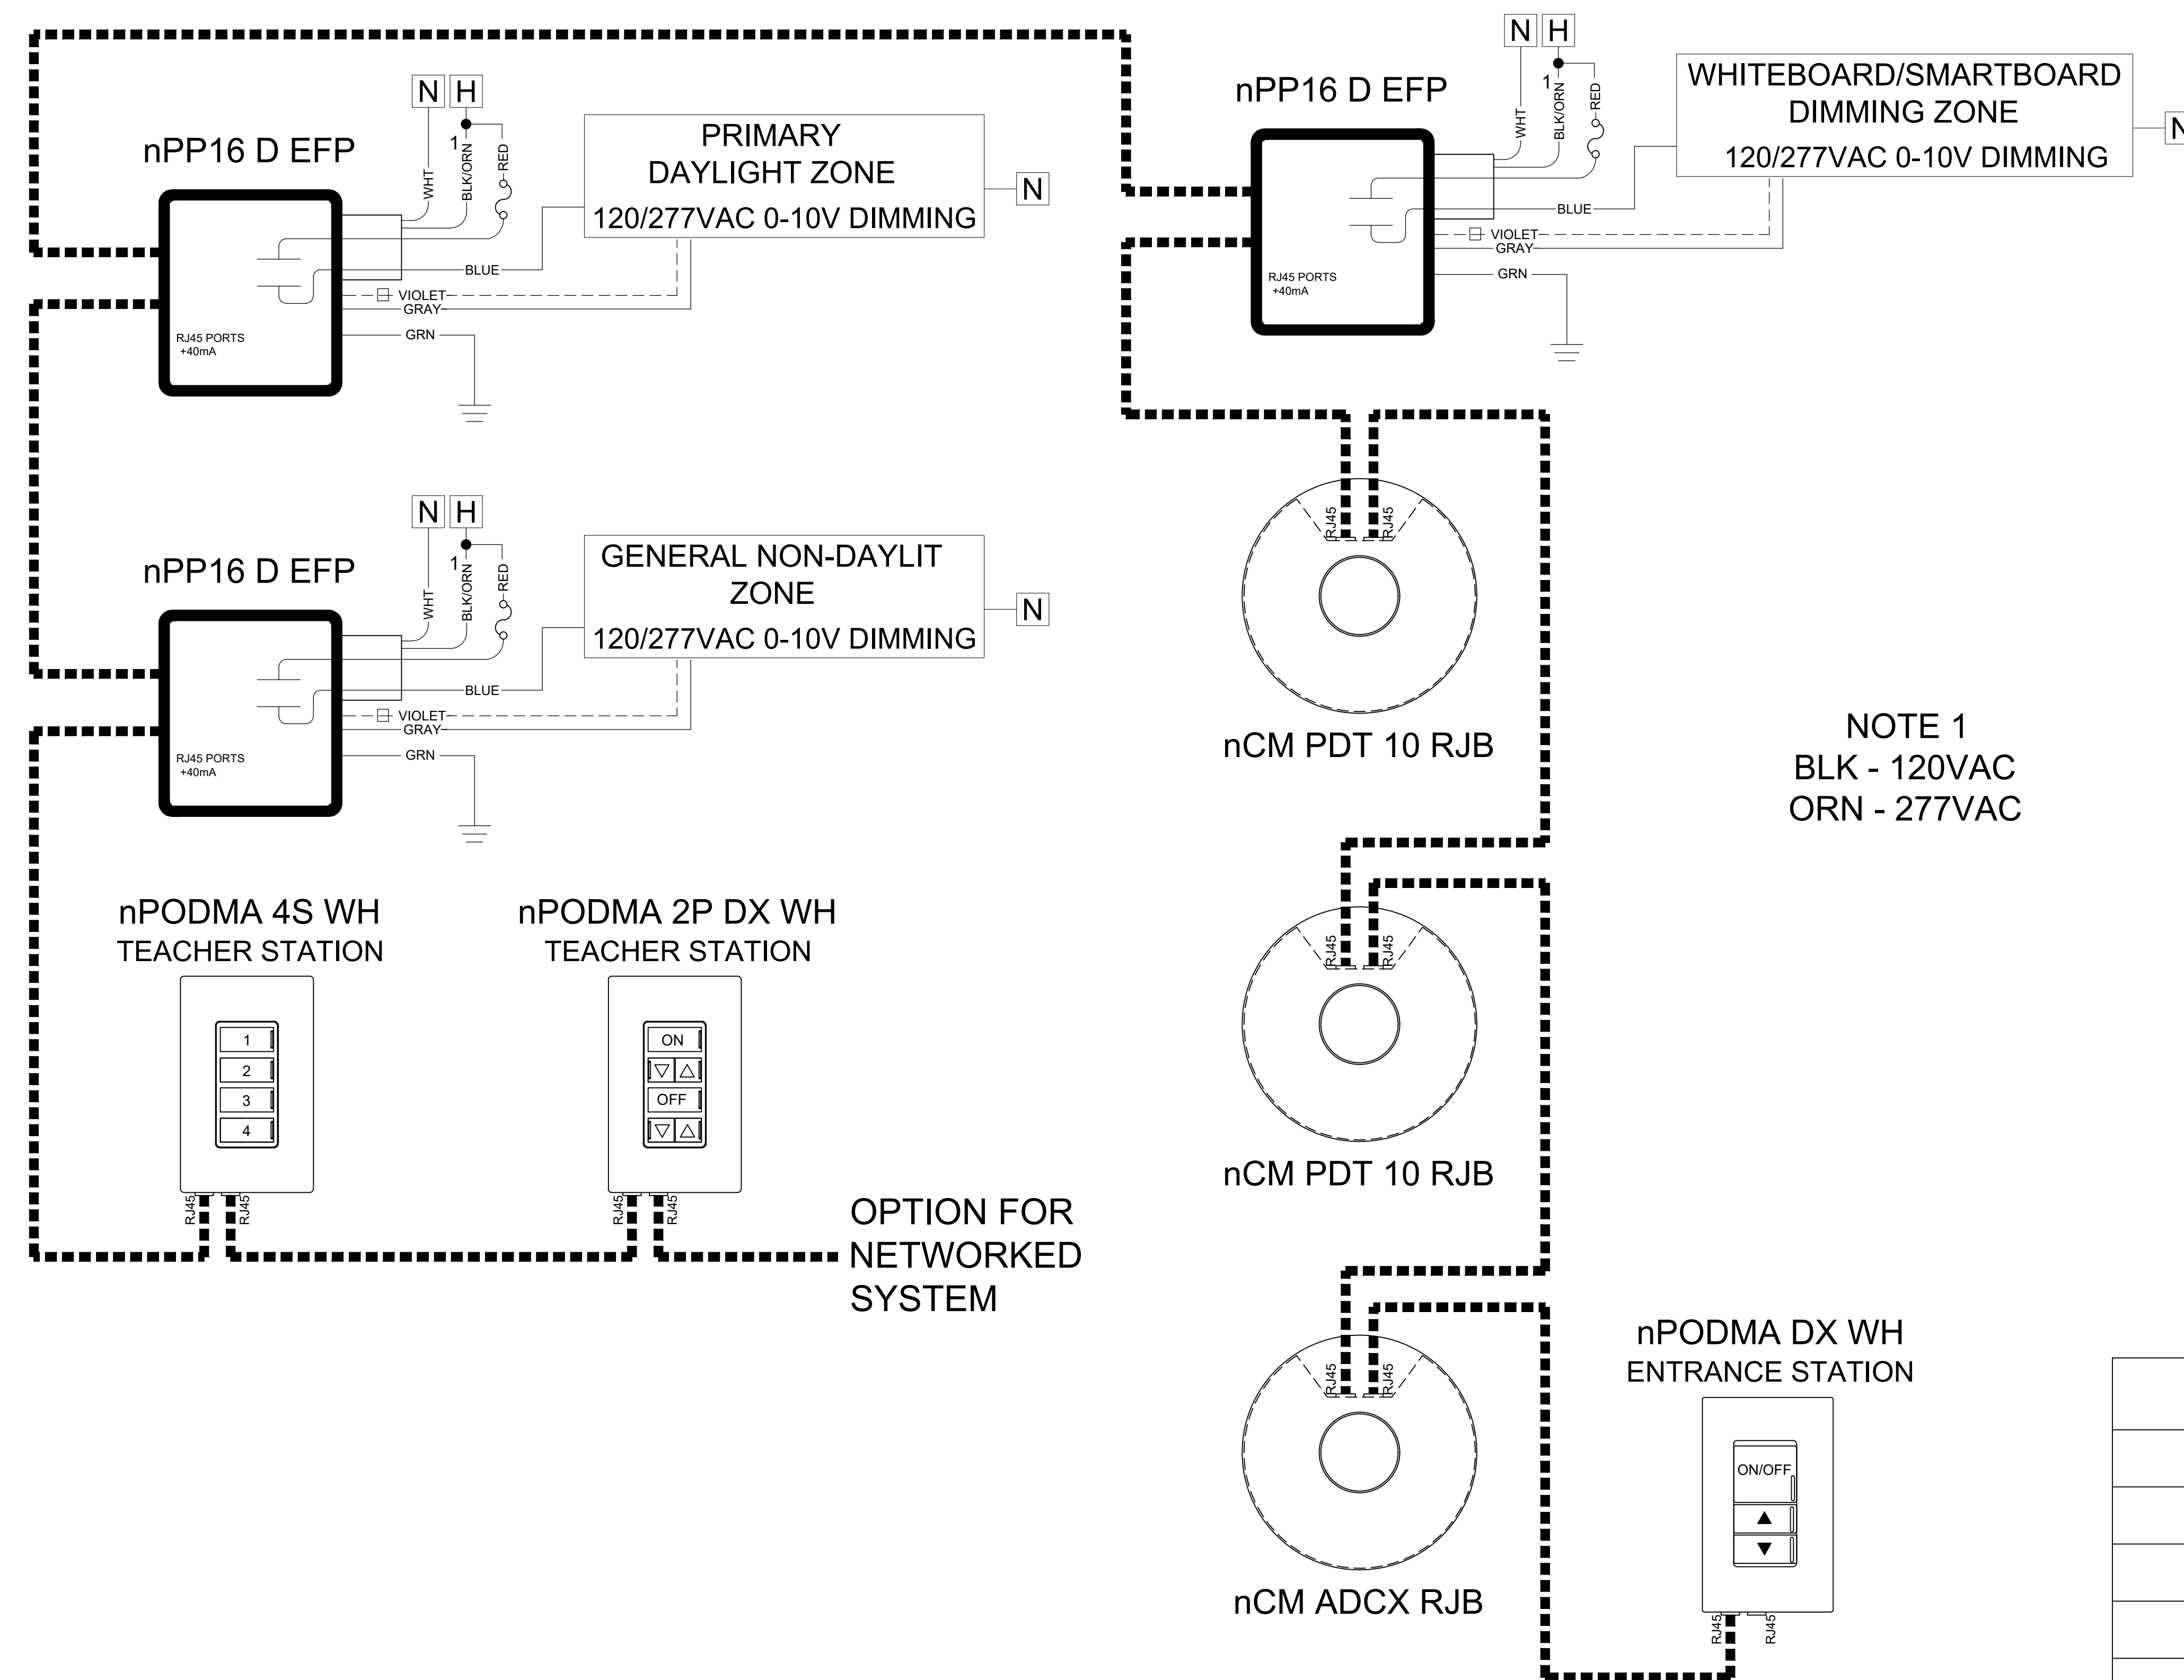 nPP16 D EFP
N H
1
WHT
BLK/ORN
RED
PRIMARY
DAYLIGHT ZONE
120/277VAC 0-10V DIMMING
N
BLUE
VIOLET
GRAY
GRN
RJ45 PORTS
+40mA
nPP16 D EFP
N H
1
WHT
BLK/ORN
RED
WHITEBOARD/SMARTBOARD
DIMMING ZONE
120/277VAC 0-10V DIMMING
BLUE
VIOLET
GRAY
GRN
RJ45 PORTS
+40mA
nPP16 D EFP
N H
1
WHT
BLK/ORN
RED
GENERAL NON-DAYLIT
ZONE
120/277VAC 0-10V DIMMING
N
BLUE
VIOLET
GRAY
GRN
RJ45 PORTS
+40mA
RJ45
RJ45
nCM PDT 10 RJB
NOTE 1
BLK - 120VAC
ORN - 277VAC
nPODMA 4S WH
TEACHER STATION
1
2
3
4
RJ45
RJ45
nPODMA 2P DX WH
TEACHER STATION
ON
OFF
RJ45
RJ45
OPTION FOR
NETWORKED
SYSTEM
RJ45
RJ45
nCM PDT 10 RJB
RJ45
RJ45
nCM ADCX RJB
nPODMA DX WH
ENTRANCE STATION
ON/OFF
RJ45
RJ45